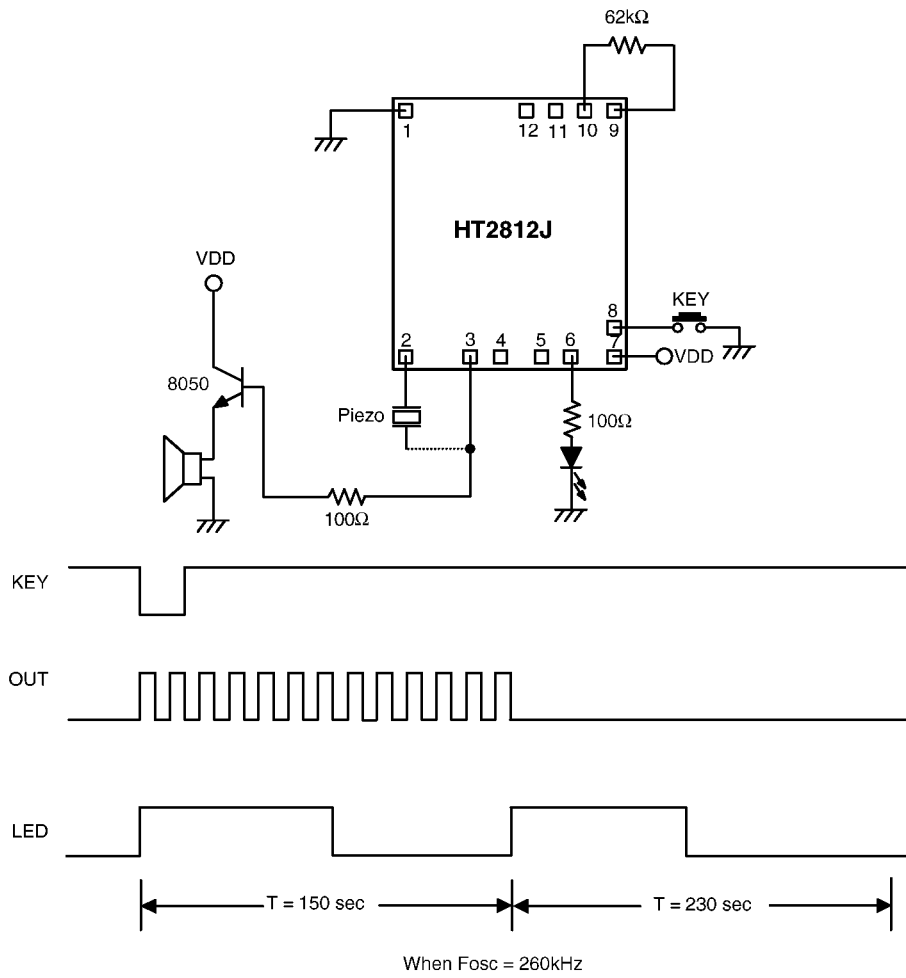 62kΩ
1
12
11
10
9
HT2812J
VDD
KEY
8
2
3
4
5
6
7
VDD
8050
Piezo
100Ω
100Ω
KEY
OUT
LED
T = 150 sec
T = 230 sec
When Fosc = 260kHz